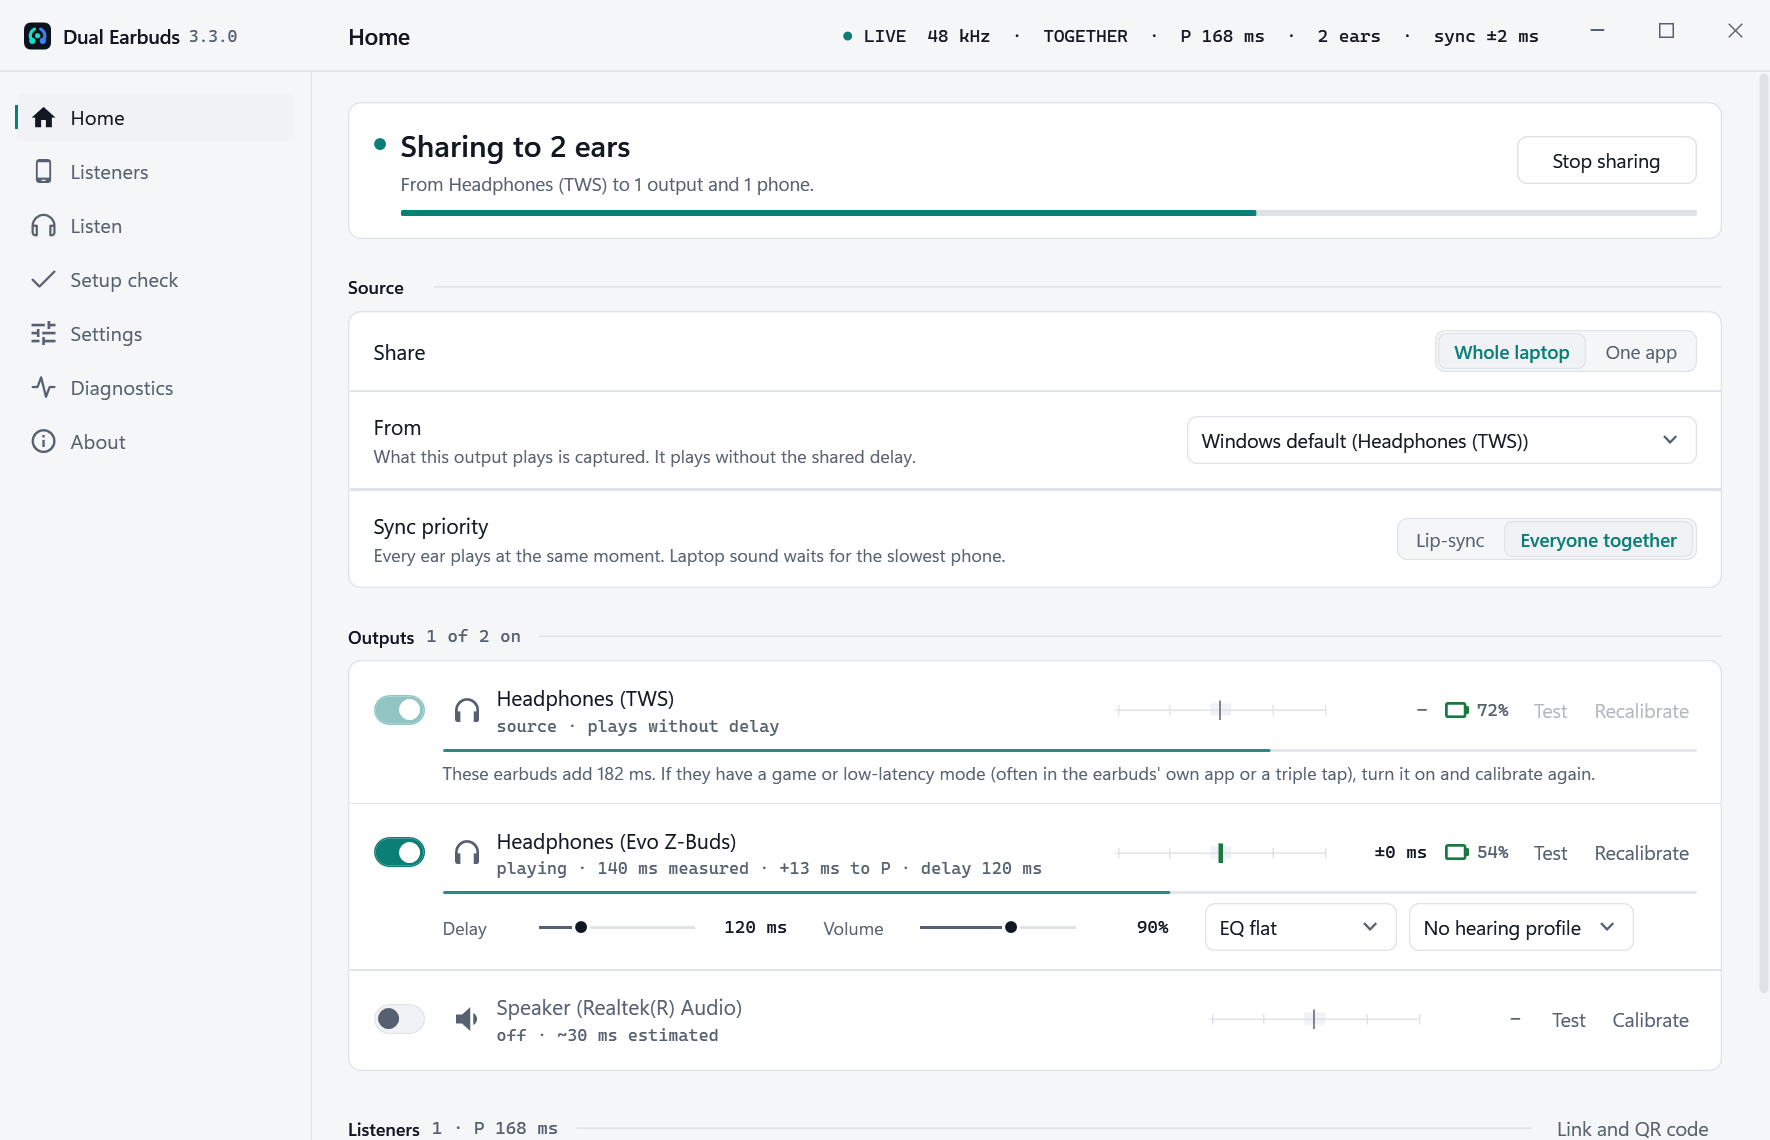 Dual Earbuds 3.3.0
Home
LIVE 48 kHz · TOGETHER · P 168 ms · 2 ears · sync ±2 ms
Home
Listeners
Listen
Setup check
Settings
Diagnostics
About
Sharing to 2 ears
From Headphones (TWS) to 1 output and 1 phone.
Stop sharing
Source
Share
Whole laptop
One app
From
What this output plays is captured. It plays without the shared delay.
Windows default (Headphones (TWS))
Sync priority
Every ear plays at the same moment. Laptop sound waits for the slowest phone.
Lip-sync
Everyone together
Outputs 1 of 2 on
Headphones (TWS)
source · plays without delay
– 72% Test Recalibrate
These earbuds add 182 ms. If they have a game or low-latency mode (often in the earbuds' own app or a triple tap), turn it on and calibrate again.
Headphones (Evo Z-Buds)
playing · 140 ms measured · +13 ms to P · delay 120 ms
±0 ms 54% Test Recalibrate
Delay 120 ms Volume 90% EQ flat No hearing profile
Speaker (Realtek(R) Audio)
off · ~30 ms estimated
– Test Calibrate
Listeners 1 · P 168 ms
Link and QR code